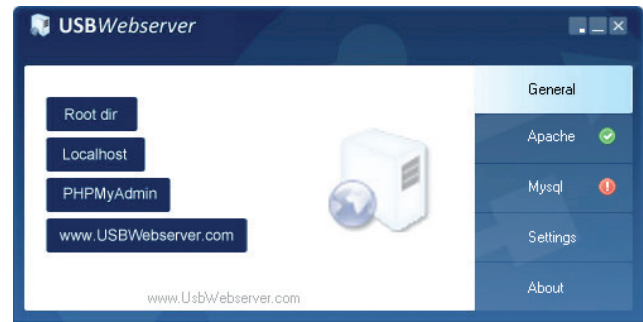 USBWebserver
General
Root dir
Apache
Localhost
PHPMyAdmin
Mysql
www.USBWebserver.com
Settings
www.UsbWebserver.com
About